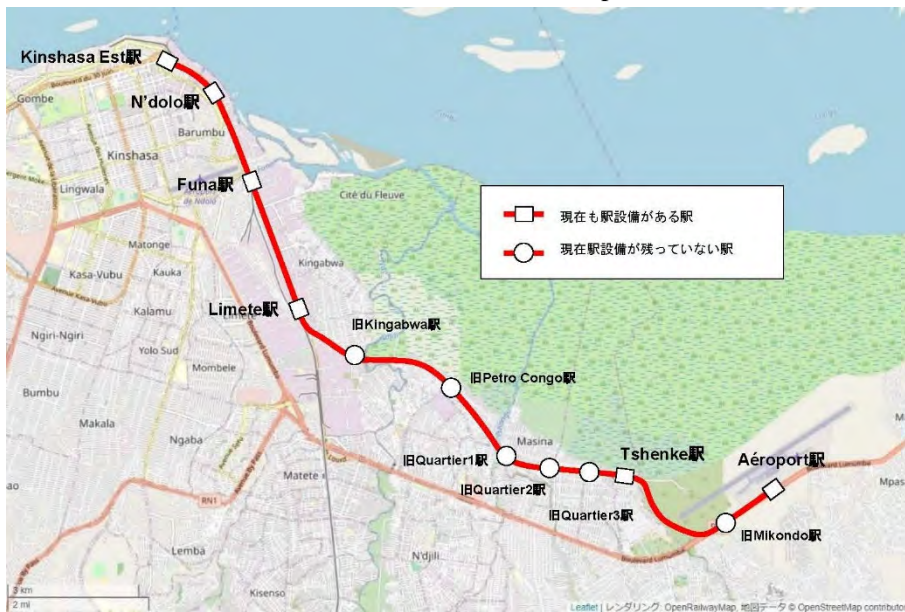 Kinshasa Est駅
Gombe
Boulevard du 30 juin
N'dolo駅
Barumbu
Kinshasa
Lingwala
Funa駅
de Ndolo
Cité du Fleuve
現在も駅設備がある駅
現在駅設備が残っていない駅
Matonge
Kasa-Vubu
Kauka
Kingabwa
Kalamu
Limete駅
旧Kingabwa駅
Ngiri-Ngiri
Yolo Sud
Mombele
旧Petro Congo駅
Bumbu
Makala
Ngaba
Masina
Tshenke駅
Aéroport駅
旧Quartier1駅
旧Quartier2駅
旧Quartier3駅
Matete
RN1
旧Mikondo駅
Lemba
N'djili
Boulevard Lumumba
Kisenso
3 km
2 mi
Leaflet | レンダリング OpenRailwayMap, 地図データ © OpenStreetMap contributo